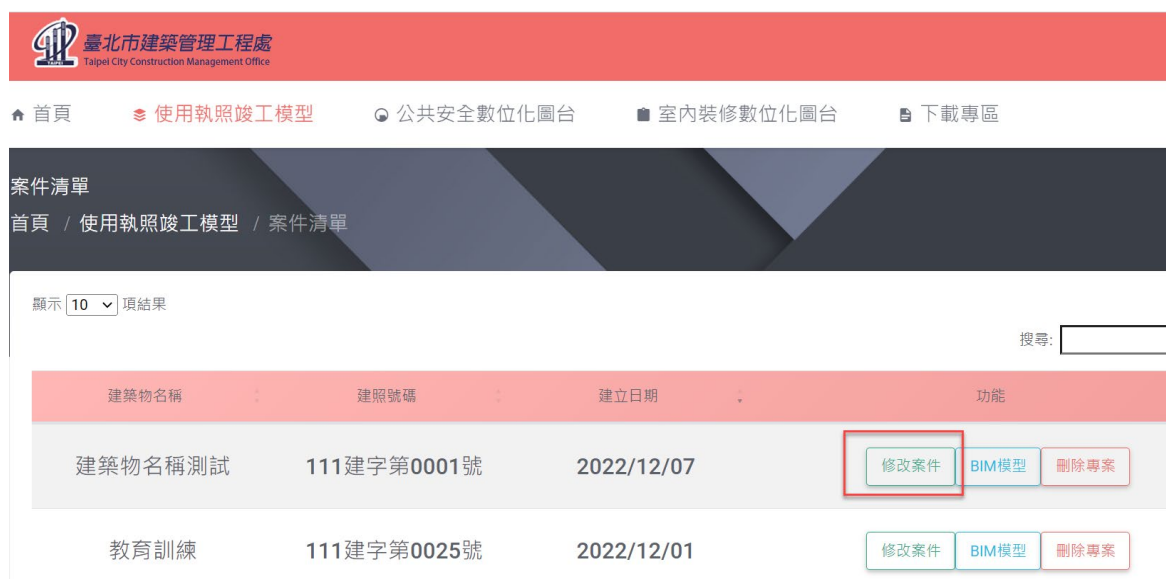 臺北市建築管理工程處
TAIPEI Taipei City Construction Management Office
首頁 使用執照竣工模型 公共安全數位化圖台 室內裝修數位化圖台 下載專區
案件清單
首頁 / 使用執照竣工模型 / 案件清單
顯示 10 項結果
搜尋:
建築物名稱 建照號碼 建立日期 功能
建築物名稱測試 111建字第0001號 2022/12/07 修改案件 BIM模型 刪除專案
教育訓練 111建字第0025號 2022/12/01 修改案件 BIM模型 刪除專案